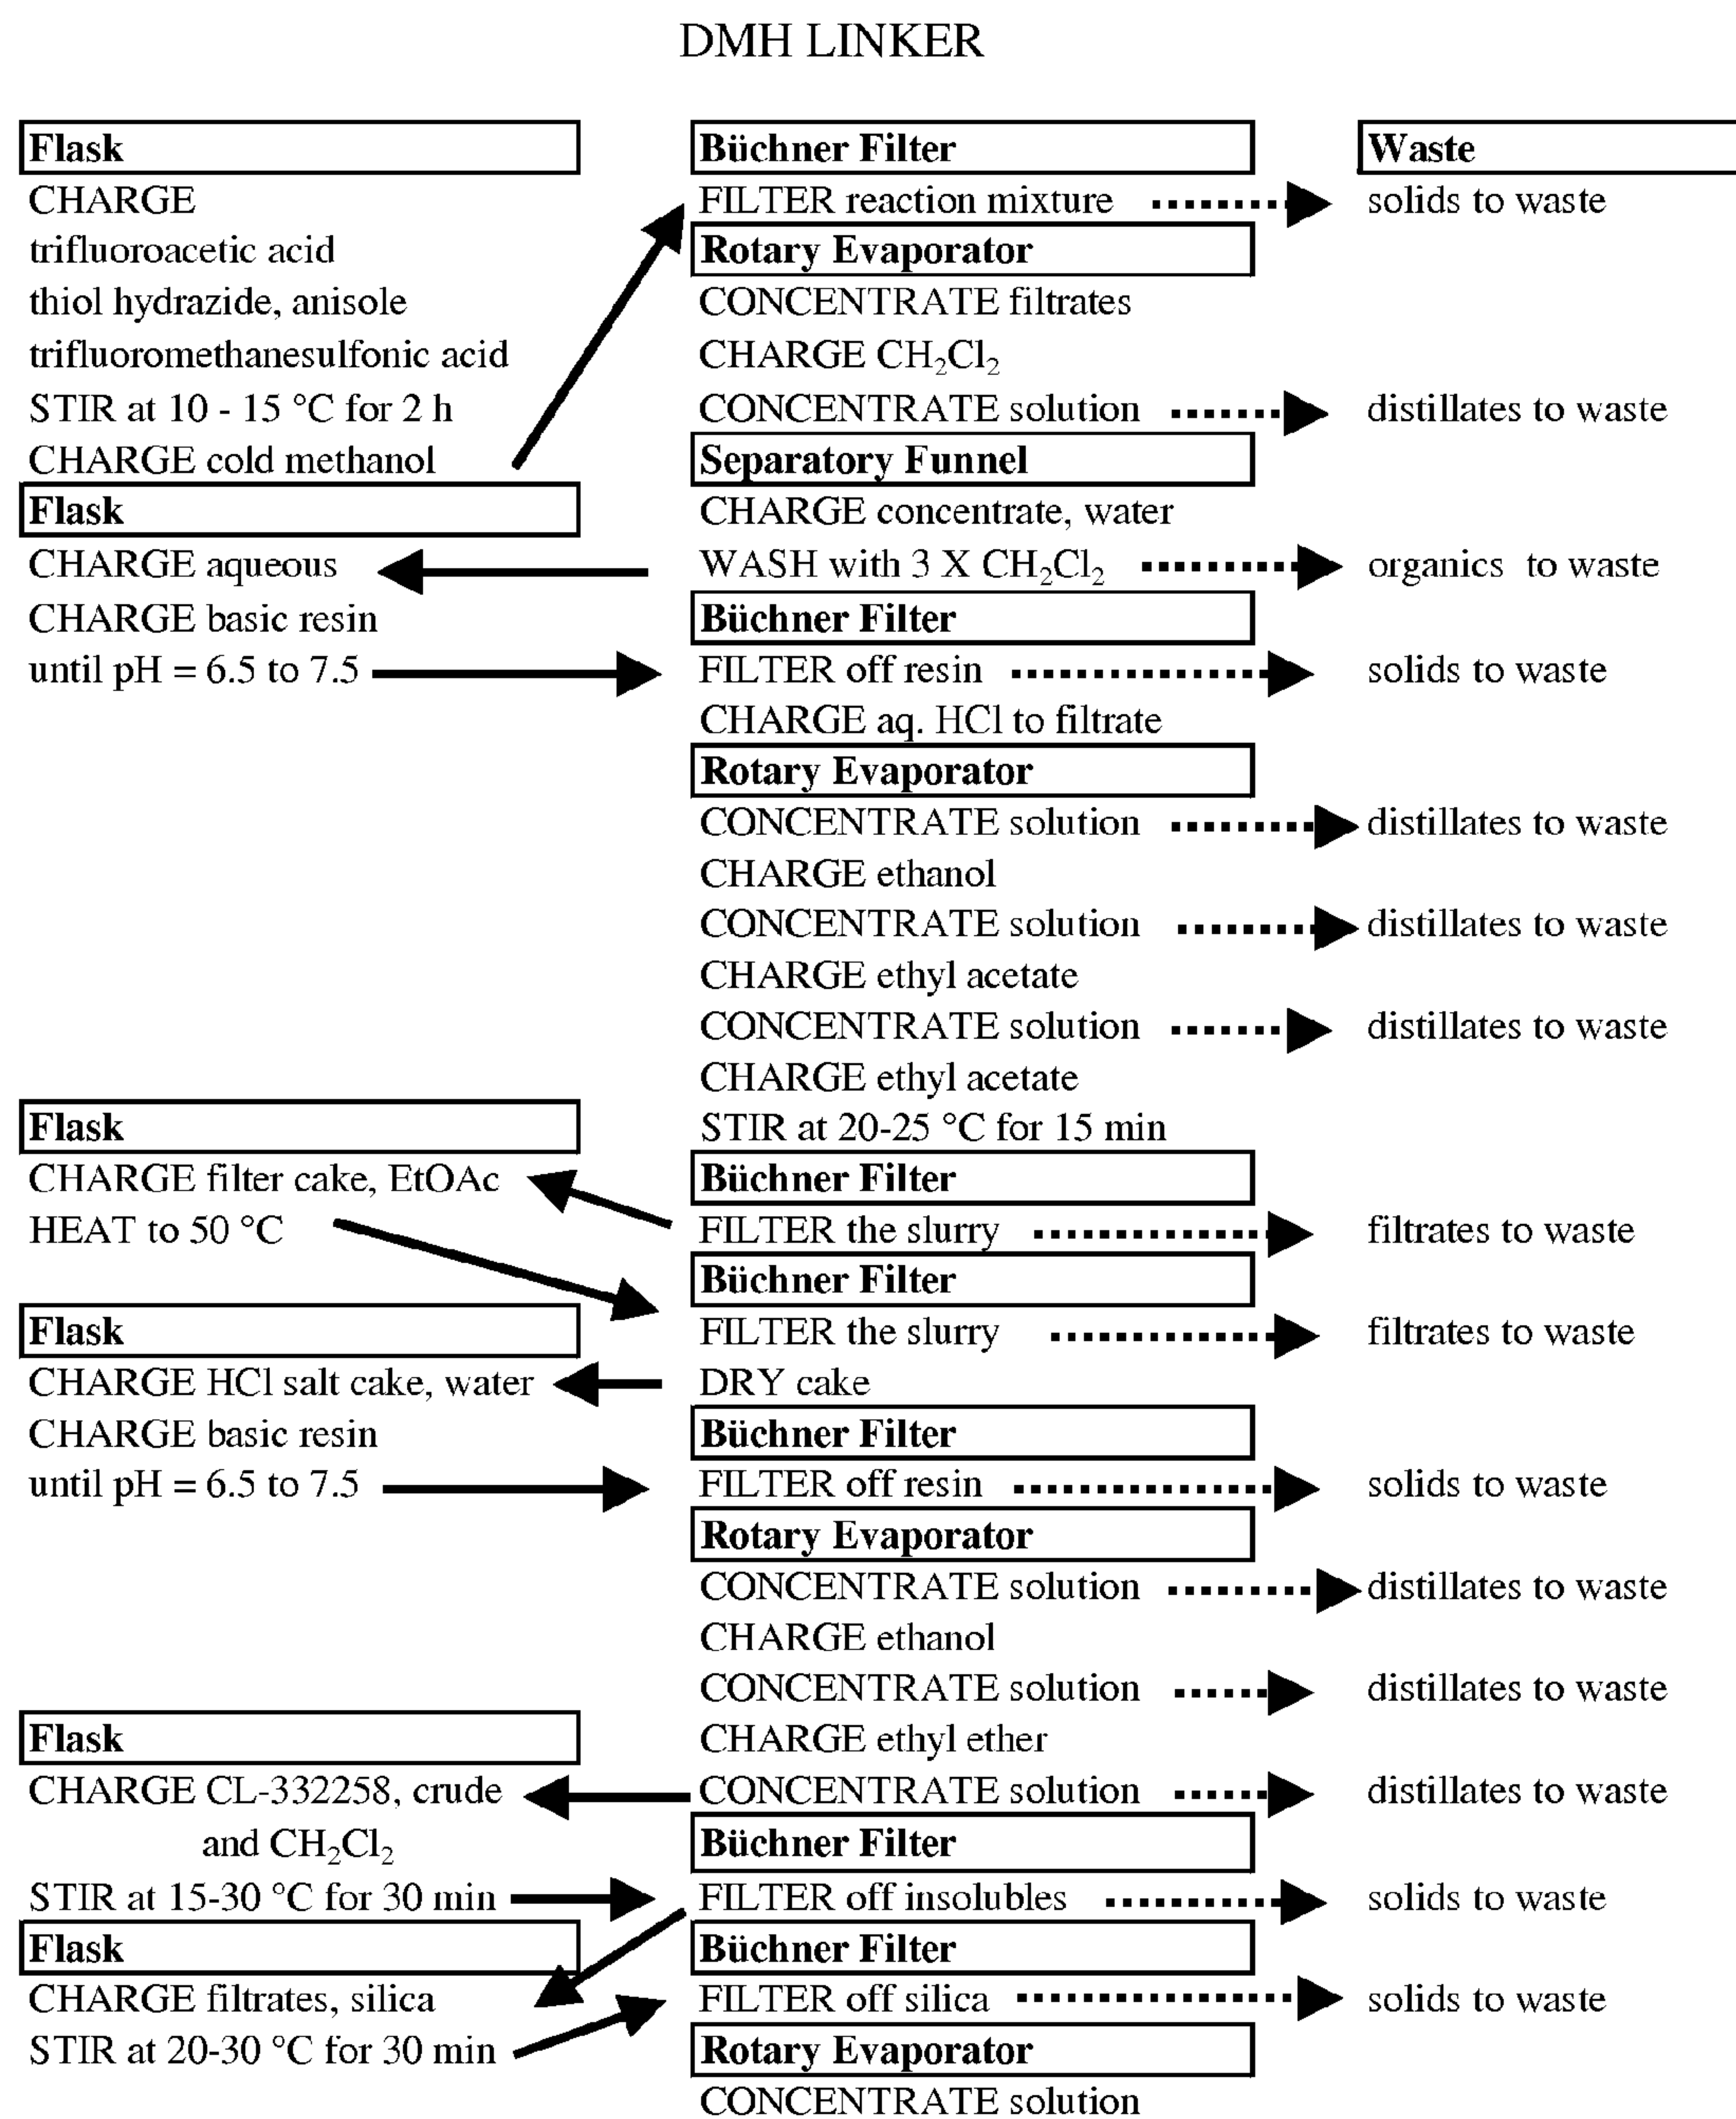 DMH LINKER
Flask
CHARGE
trifluoroacetic acid
thiol hydrazide, anisole
trifluoromethanesulfonic acid
STIR at 10 - 15 °C for 2 h
CHARGE cold methanol
Flask
CHARGE aqueous
CHARGE basic resin
until pH = 6.5 to 7.5
Flask
CHARGE filter cake, EtOAc
HEAT to 50 °C
Flask
CHARGE HCl salt cake, water
CHARGE basic resin
until pH = 6.5 to 7.5
Flask
CHARGE CL-332258, crude
and CH₂Cl₂
STIR at 15-30 °C for 30 min
Flask
CHARGE filtrates, silica
STIR at 20-30 °C for 30 min
Büchner Filter
FILTER reaction mixture
Rotary Evaporator
CONCENTRATE filtrates
CHARGE CH₂Cl₂
CONCENTRATE solution
Separatory Funnel
CHARGE concentrate, water
WASH with 3 X CH₂Cl₂
Büchner Filter
FILTER off resin
CHARGE aq. HCl to filtrate
Rotary Evaporator
CONCENTRATE solution
CHARGE ethanol
CONCENTRATE solution
CHARGE ethyl acetate
CONCENTRATE solution
CHARGE ethyl acetate
STIR at 20-25 °C for 15 min
Büchner Filter
FILTER the slurry
Büchner Filter
FILTER the slurry
DRY cake
Büchner Filter
FILTER off resin
Rotary Evaporator
CONCENTRATE solution
CHARGE ethanol
CONCENTRATE solution
CHARGE ethyl ether
CONCENTRATE solution
Büchner Filter
FILTER off insolubles
Büchner Filter
FILTER off silica
Rotary Evaporator
CONCENTRATE solution
Waste
solids to waste
distillates to waste
organics to waste
solids to waste
distillates to waste
distillates to waste
distillates to waste
filtrates to waste
filtrates to waste
solids to waste
distillates to waste
distillates to waste
distillates to waste
solids to waste
solids to waste